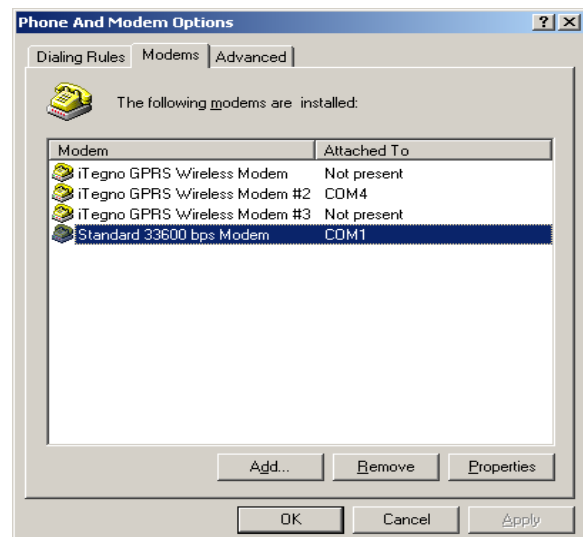 Phone And Modem Options
Dialing Rules Modems Advanced
The following modems are installed:
Modem Attached To
iTegno GPRS Wireless Modem Not present
iTegno GPRS Wireless Modem #2 COM4
iTegno GPRS Wireless Modem #3 Not present
Standard 33600 bps Modem COM1
Add... Remove Properties
OK Cancel Apply